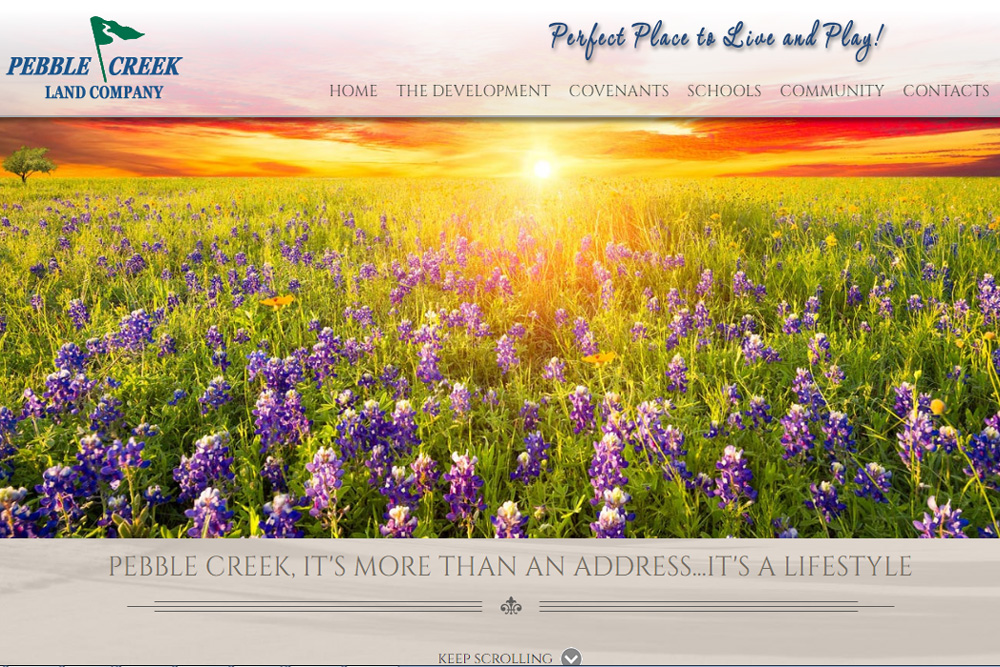 Perfect Place to Live and Play!
PEBBLE CREEK
LAND COMPANY
HOME THE DEVELOPMENT COVENANTS SCHOOLS COMMUNITY CONTACTS
PEBBLE CREEK, IT'S MORE THAN AN ADDRESS...IT'S A LIFESTYLE
KEEP SCROLLING